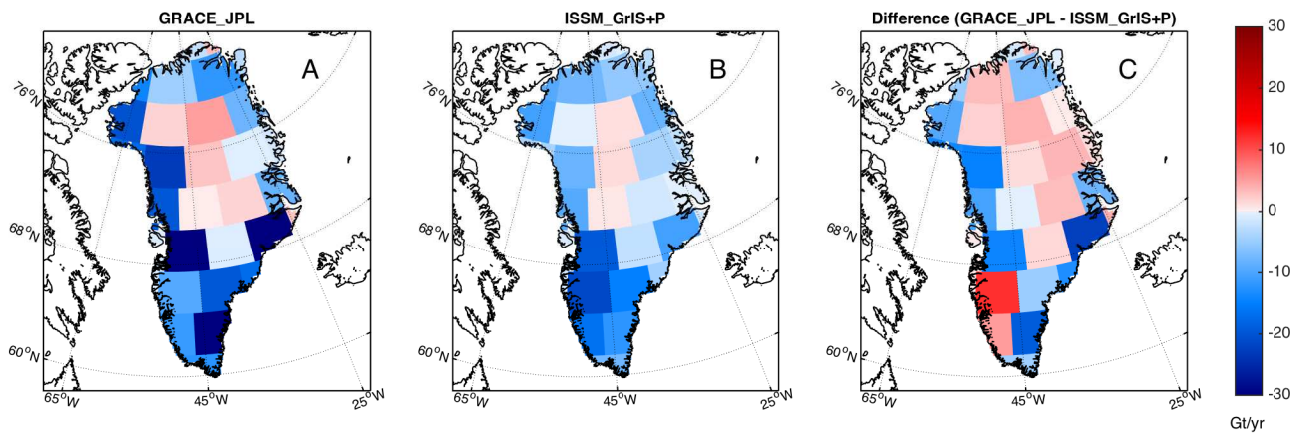 GRACE_JPL
ISSM_GrIS+P
Difference (GRACE_JPL - ISSM_GrIS+P)
A
B
C
76°N
68°N
60°N
65°W
45°W
25°W
76°N
68°N
60°N
65°W
45°W
25°W
76°N
68°N
60°N
65°W
45°W
25°W
30
20
10
0
-10
-20
-30
Gt/yr